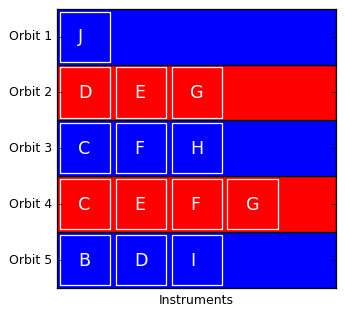 Orbit 1 J
Orbit 2 D E G
Orbit 3 C F H
Orbit 4 C E F G
Orbit 5 B D I
Instruments